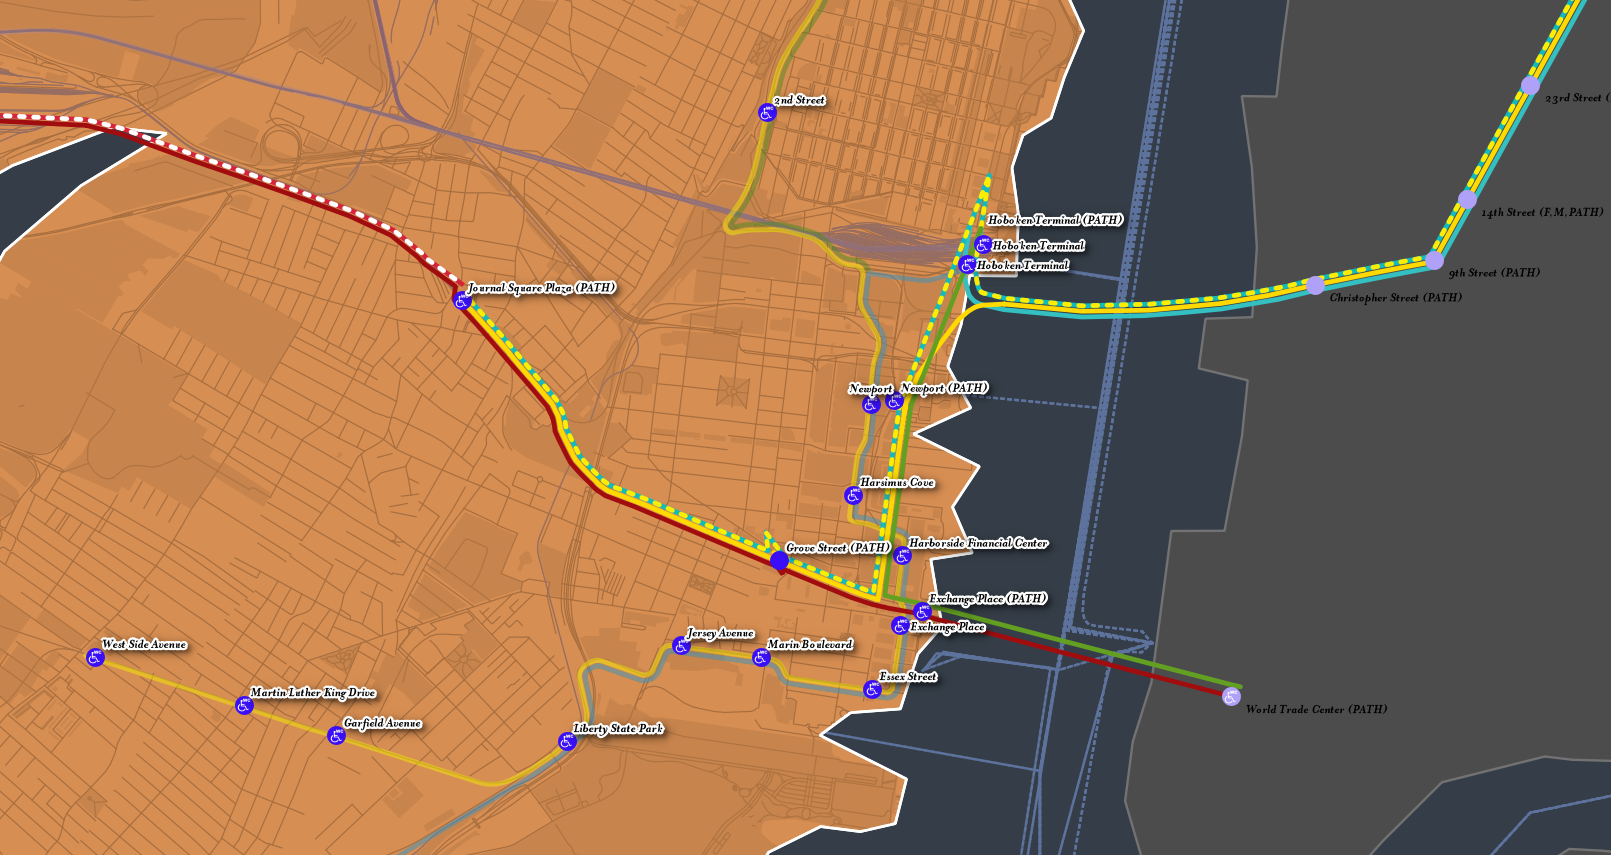 2nd Street
23rd Street (
14th Street (F, M, PATH)
Hoboken Terminal (PATH)
Hoboken Terminal
Hoboken Terminal
9th Street (PATH)
Christopher Street (PATH)
Journal Square Plaza (PATH)
Newport
Newport (PATH)
Harsimus Cove
Harborside Financial Center
Grove Street (PATH)
Exchange Place (PATH)
Exchange Place
Jersey Avenue
Marin Boulevard
West Side Avenue
Essex Street
Martin Luther King Drive
World Trade Center (PATH)
Garfield Avenue
Liberty State Park